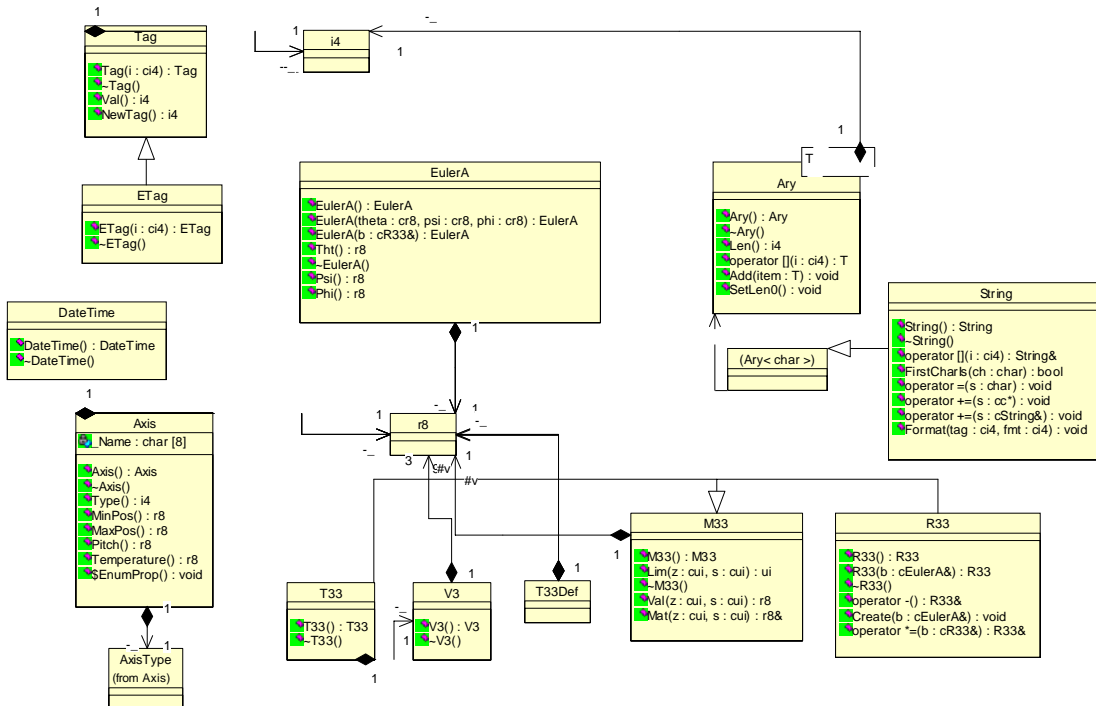 1
Tag
Tag(i : ci4) : Tag
~Tag()
Val() : i4
NewTag() : i4
ETag
ETag(i : ci4) : ETag
~ETag()
1
i4
1
-_
1
T
Ary
Ary() : Ary
~Ary()
Len() : i4
operator [](i : ci4) : T
Add(item : T) : void
SetLen0() : void
EulerA
EulerA() : EulerA
EulerA(theta : cr8, psi : cr8, phi : cr8) : EulerA
EulerA(b : cR33&) : EulerA
Tht() : r8
~EulerA()
Psi() : r8
Phi() : r8
1
(Ary< char >)
String
String() : String
~String()
operator [](i : ci4) : String&
FirstCharIs(ch : char) : bool
operator =(s : char) : void
operator +=(s : cc*) : void
operator +=(s : cString&) : void
Format(tag : ci4, fmt : ci4) : void
DateTime
DateTime() : DateTime
~DateTime()
1
Axis
_Name : char [8]
Axis() : Axis
~Axis()
Type() : i4
MinPos() : r8
MaxPos() : r8
Pitch() : r8
Temperature() : r8
$EnumProp() : void
1
-_
1
AxisType
(from Axis)
-_
1
1
r8
-_
-_
3
1
#v
M33
M33() : M33
Lim(z : cui, s : cui) : ui
~M33()
Val(z : cui, s : cui) : r8
Mat(z : cui, s : cui) : r8&
1
R33
R33() : R33
R33(b : cEulerA&) : R33
~R33()
operator -() : R33&
Create(b : cEulerA&) : void
operator *=(b : cR33&) : R33&
T33
T33() : T33
~T33()
1
V3
V3() : V3
~V3()
1
-_
1
T33Def
1